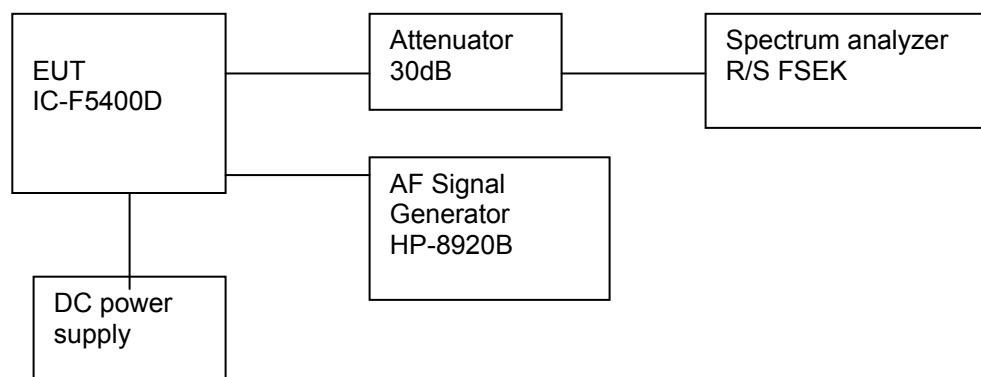 EUT
IC-F5400D
Attenuator
30dB
Spectrum analyzer
R/S FSEK
AF Signal
Generator
HP-8920B
DC power
supply